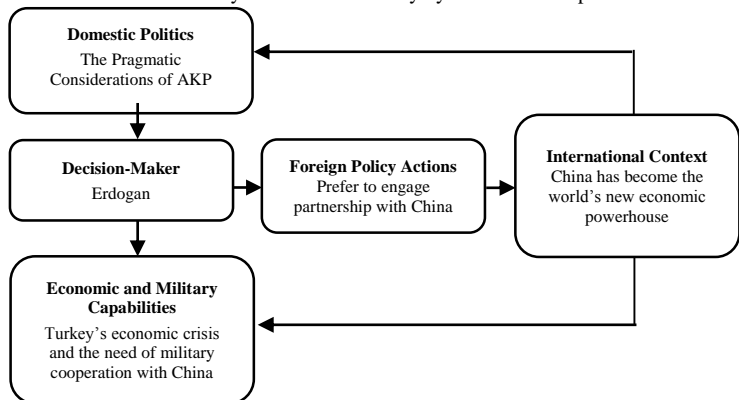 Domestic Politics
The Pragmatic
Considerations of AKP
Decision-Maker
Erdogan
Foreign Policy Actions
Prefer to engage
partnership with China
International Context
China has become the
world's new economic
powerhouse
Economic and Military
Capabilities
Turkey's economic crisis
and the need of military
cooperation with China